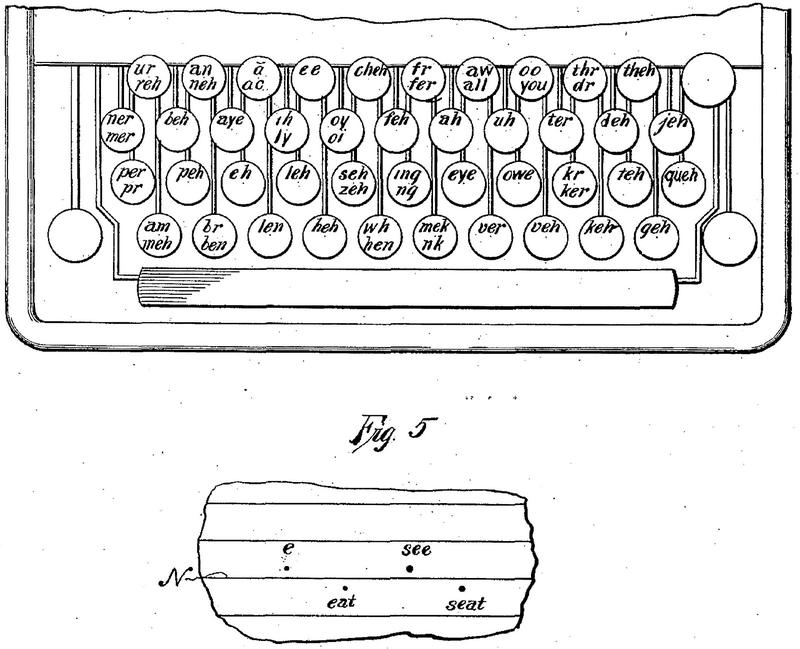 ur an ă ee cheh fr aw oo thr theh
reh neh ac fer all you dr
ner beh aye ih oy feh ah uh ter deh jeh
mer ly oi
per peh eh leh seh ing eye owe kr teh queh
pr zeh ng ker
am br len heh wh mek ver veh keh geh
meh ben hen nk
Fig. 5
e see
N
eat seat